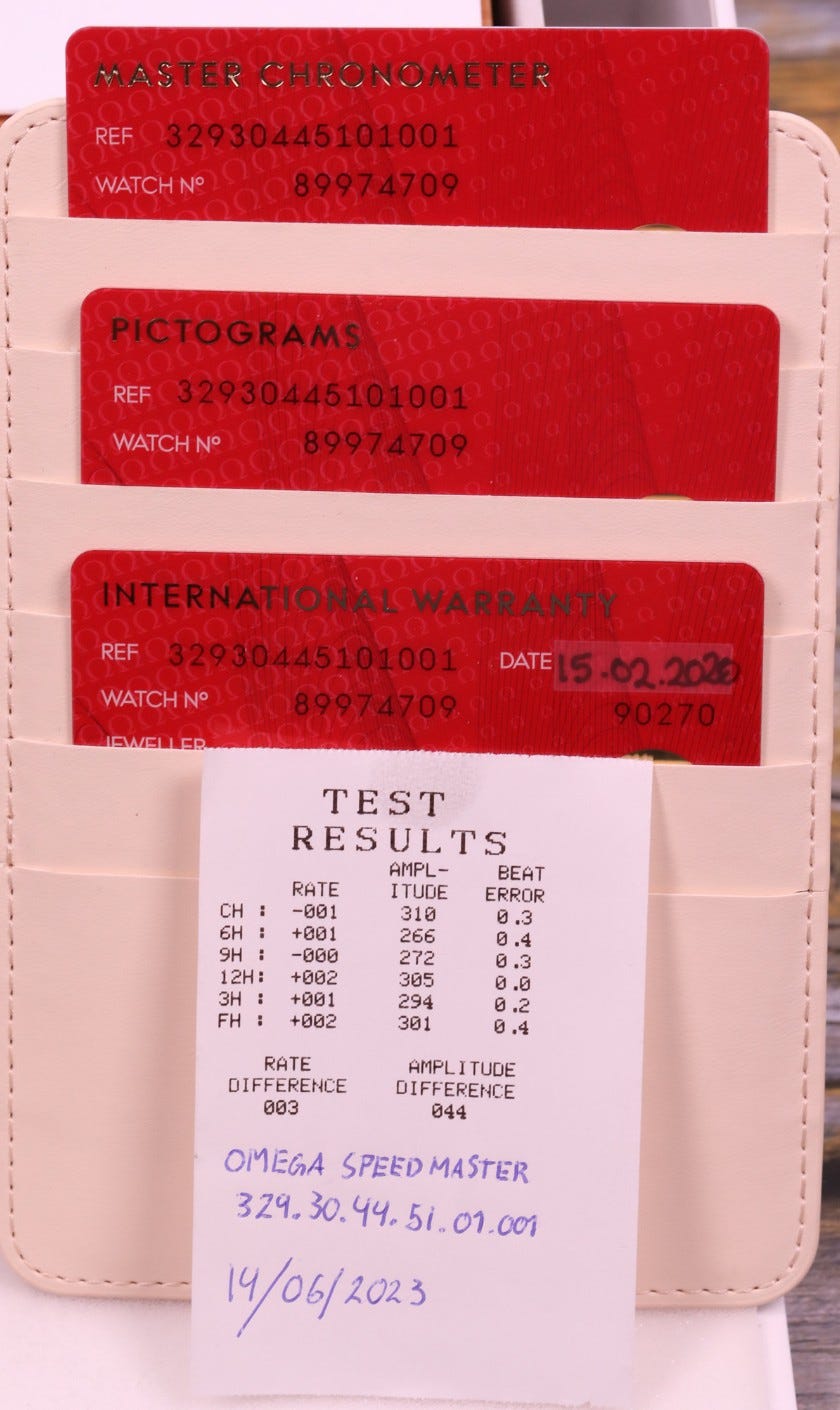 MASTER CHRONOMETER
REF 32930445101001
WATCH Nº 89974709
PICTOGRAMS
REF 32930445101001
WATCH Nº 89974709
INTERNATIONAL WARRANTY
REF 32930445101001 DATE 15.02.2020
WATCH Nº 89974709 90270
JEWELLER
TEST
RESULTS
AMPL- BEAT
RATE ITUDE ERROR
CH : -001 310 0.3
6H : +001 266 0.4
9H : -000 272 0.3
12H: +002 305 0.0
3H : +001 294 0.2
FH : +002 301 0.4
RATE AMPLITUDE
DIFFERENCE DIFFERENCE
003 044
OMEGA SPEEDMASTER
329.30.44.51.01.001
14/06/2023